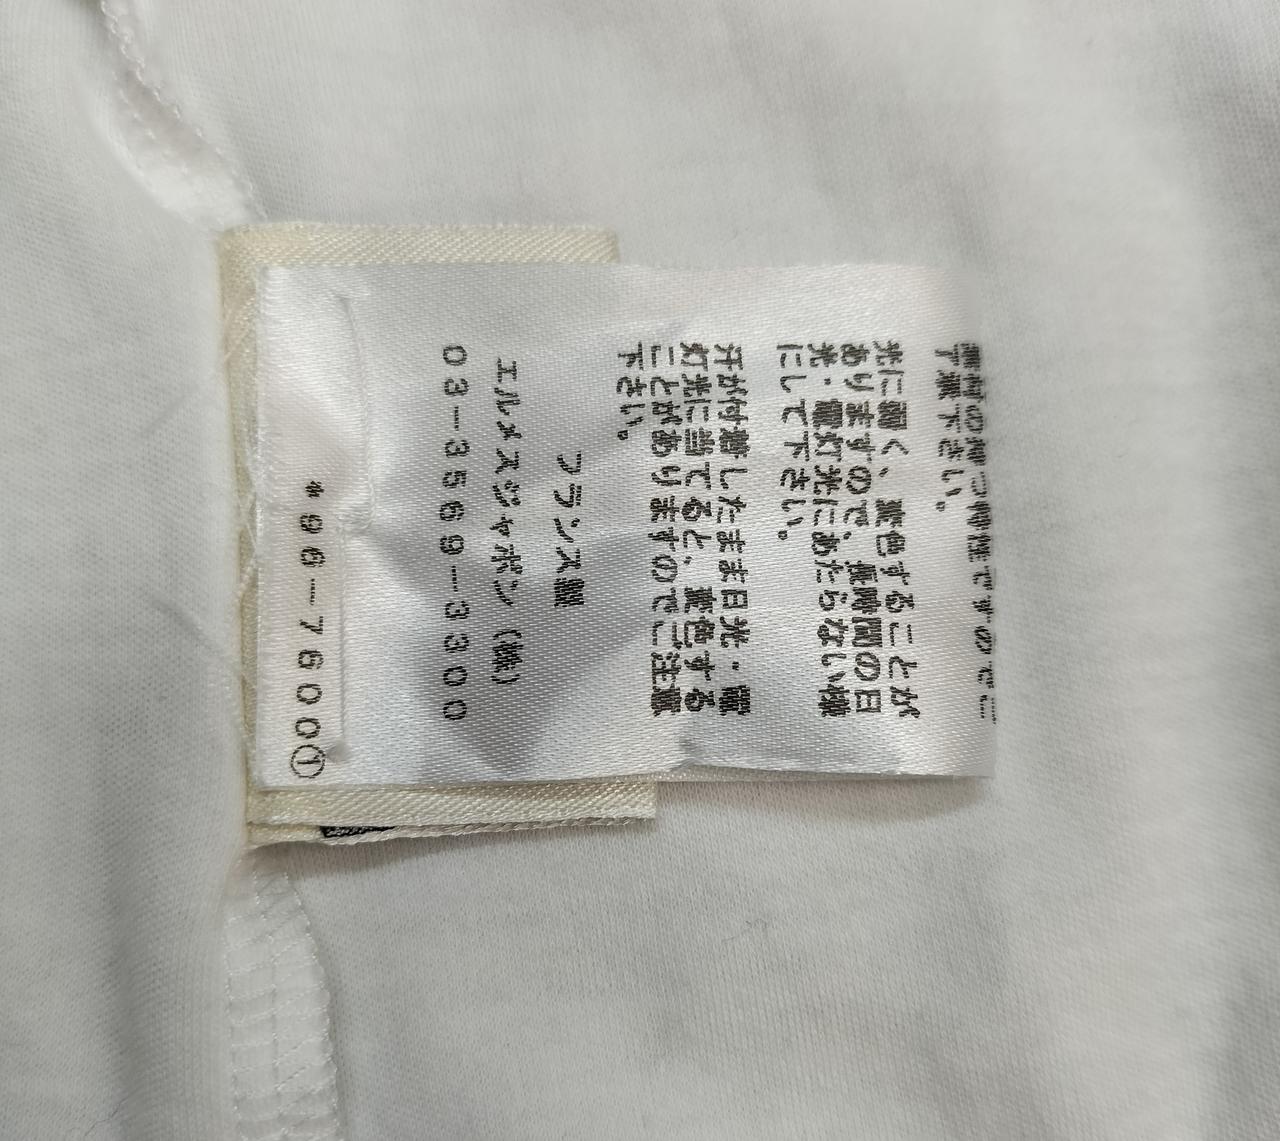 素材の持つ特性ですのでご
了承下さい。
光に弱く、黄色することが
ありますので、長時間の日
光・電灯光にあたらない様
にして下さい。
汗が付着したまま日光・電
灯光に当てると、黄色する
ことがありますのでご注意
下さい。
フランス製
エルメスジャポン（株）
03-3569-3300
*96-7600①